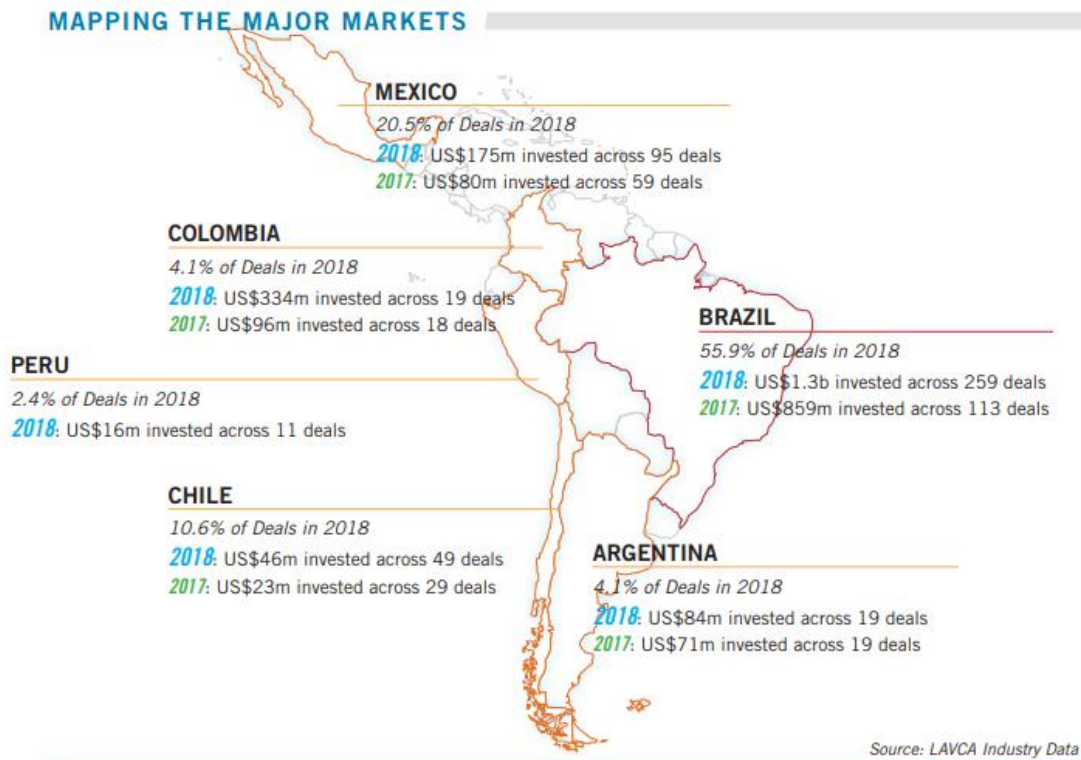 MAPPING THE MAJOR MARKETS
MEXICO
20.5% of Deals in 2018
2018: US$175m invested across 95 deals
2017: US$80m invested across 59 deals
COLOMBIA
4.1% of Deals in 2018
2018: US$334m invested across 19 deals
2017: US$96m invested across 18 deals
BRAZIL
55.9% of Deals in 2018
2018: US$1.3b invested across 259 deals
2017: US$859m invested across 113 deals
PERU
2.4% of Deals in 2018
2018: US$16m invested across 11 deals
CHILE
10.6% of Deals in 2018
2018: US$46m invested across 49 deals
2017: US$23m invested across 29 deals
ARGENTINA
4.1% of Deals in 2018
2018: US$84m invested across 19 deals
2017: US$71m invested across 19 deals
Source: LAVCA Industry Data